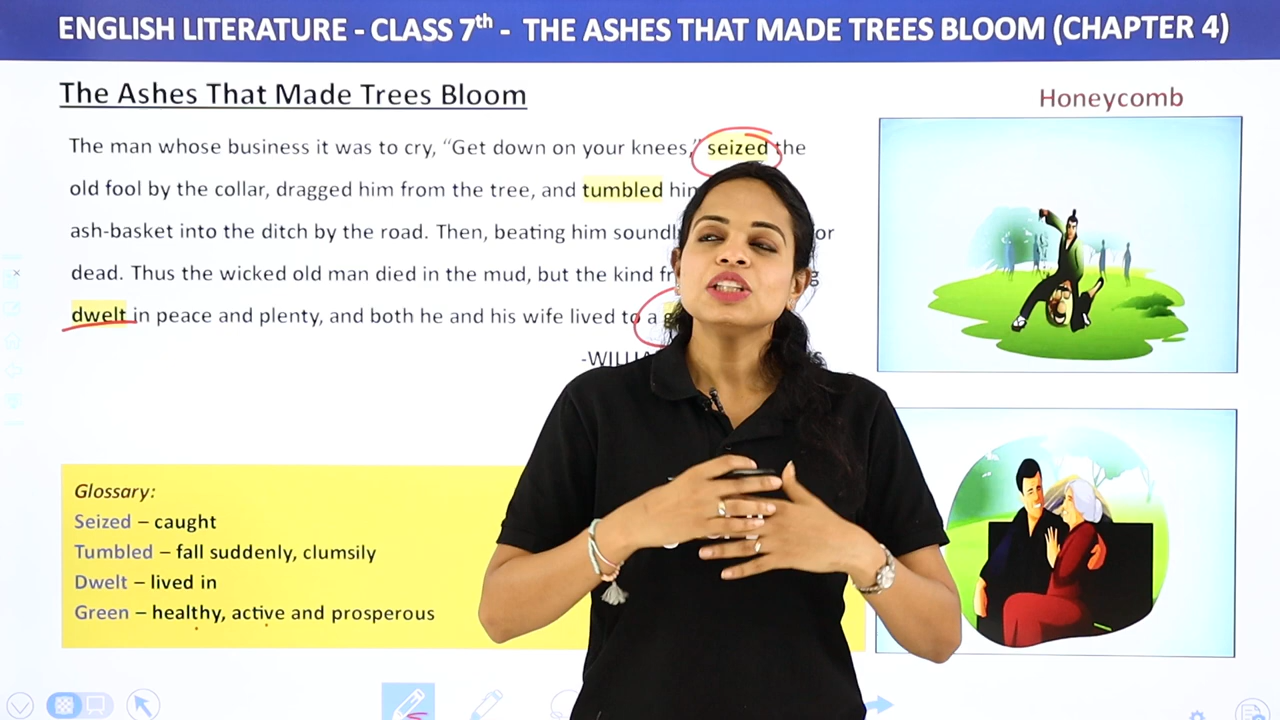 ENGLISH LITERATURE - CLASS 7th - THE ASHES THAT MADE TREES BLOOM (CHAPTER 4)
The Ashes That Made Trees Bloom
Honeycomb
The man whose business it was to cry, “Get down on your knees,” seized the
old fool by the collar, dragged him from the tree, and tumbled him
ash-basket into the ditch by the road. Then, beating him soundly
dead. Thus the wicked old man died in the mud, but the kind
dwelt in peace and plenty, and both he and his wife lived to a
Glossary:
Seized – caught
Tumbled – fall suddenly, clumsily
Dwelt – lived in
Green – healthy, active and prosperous